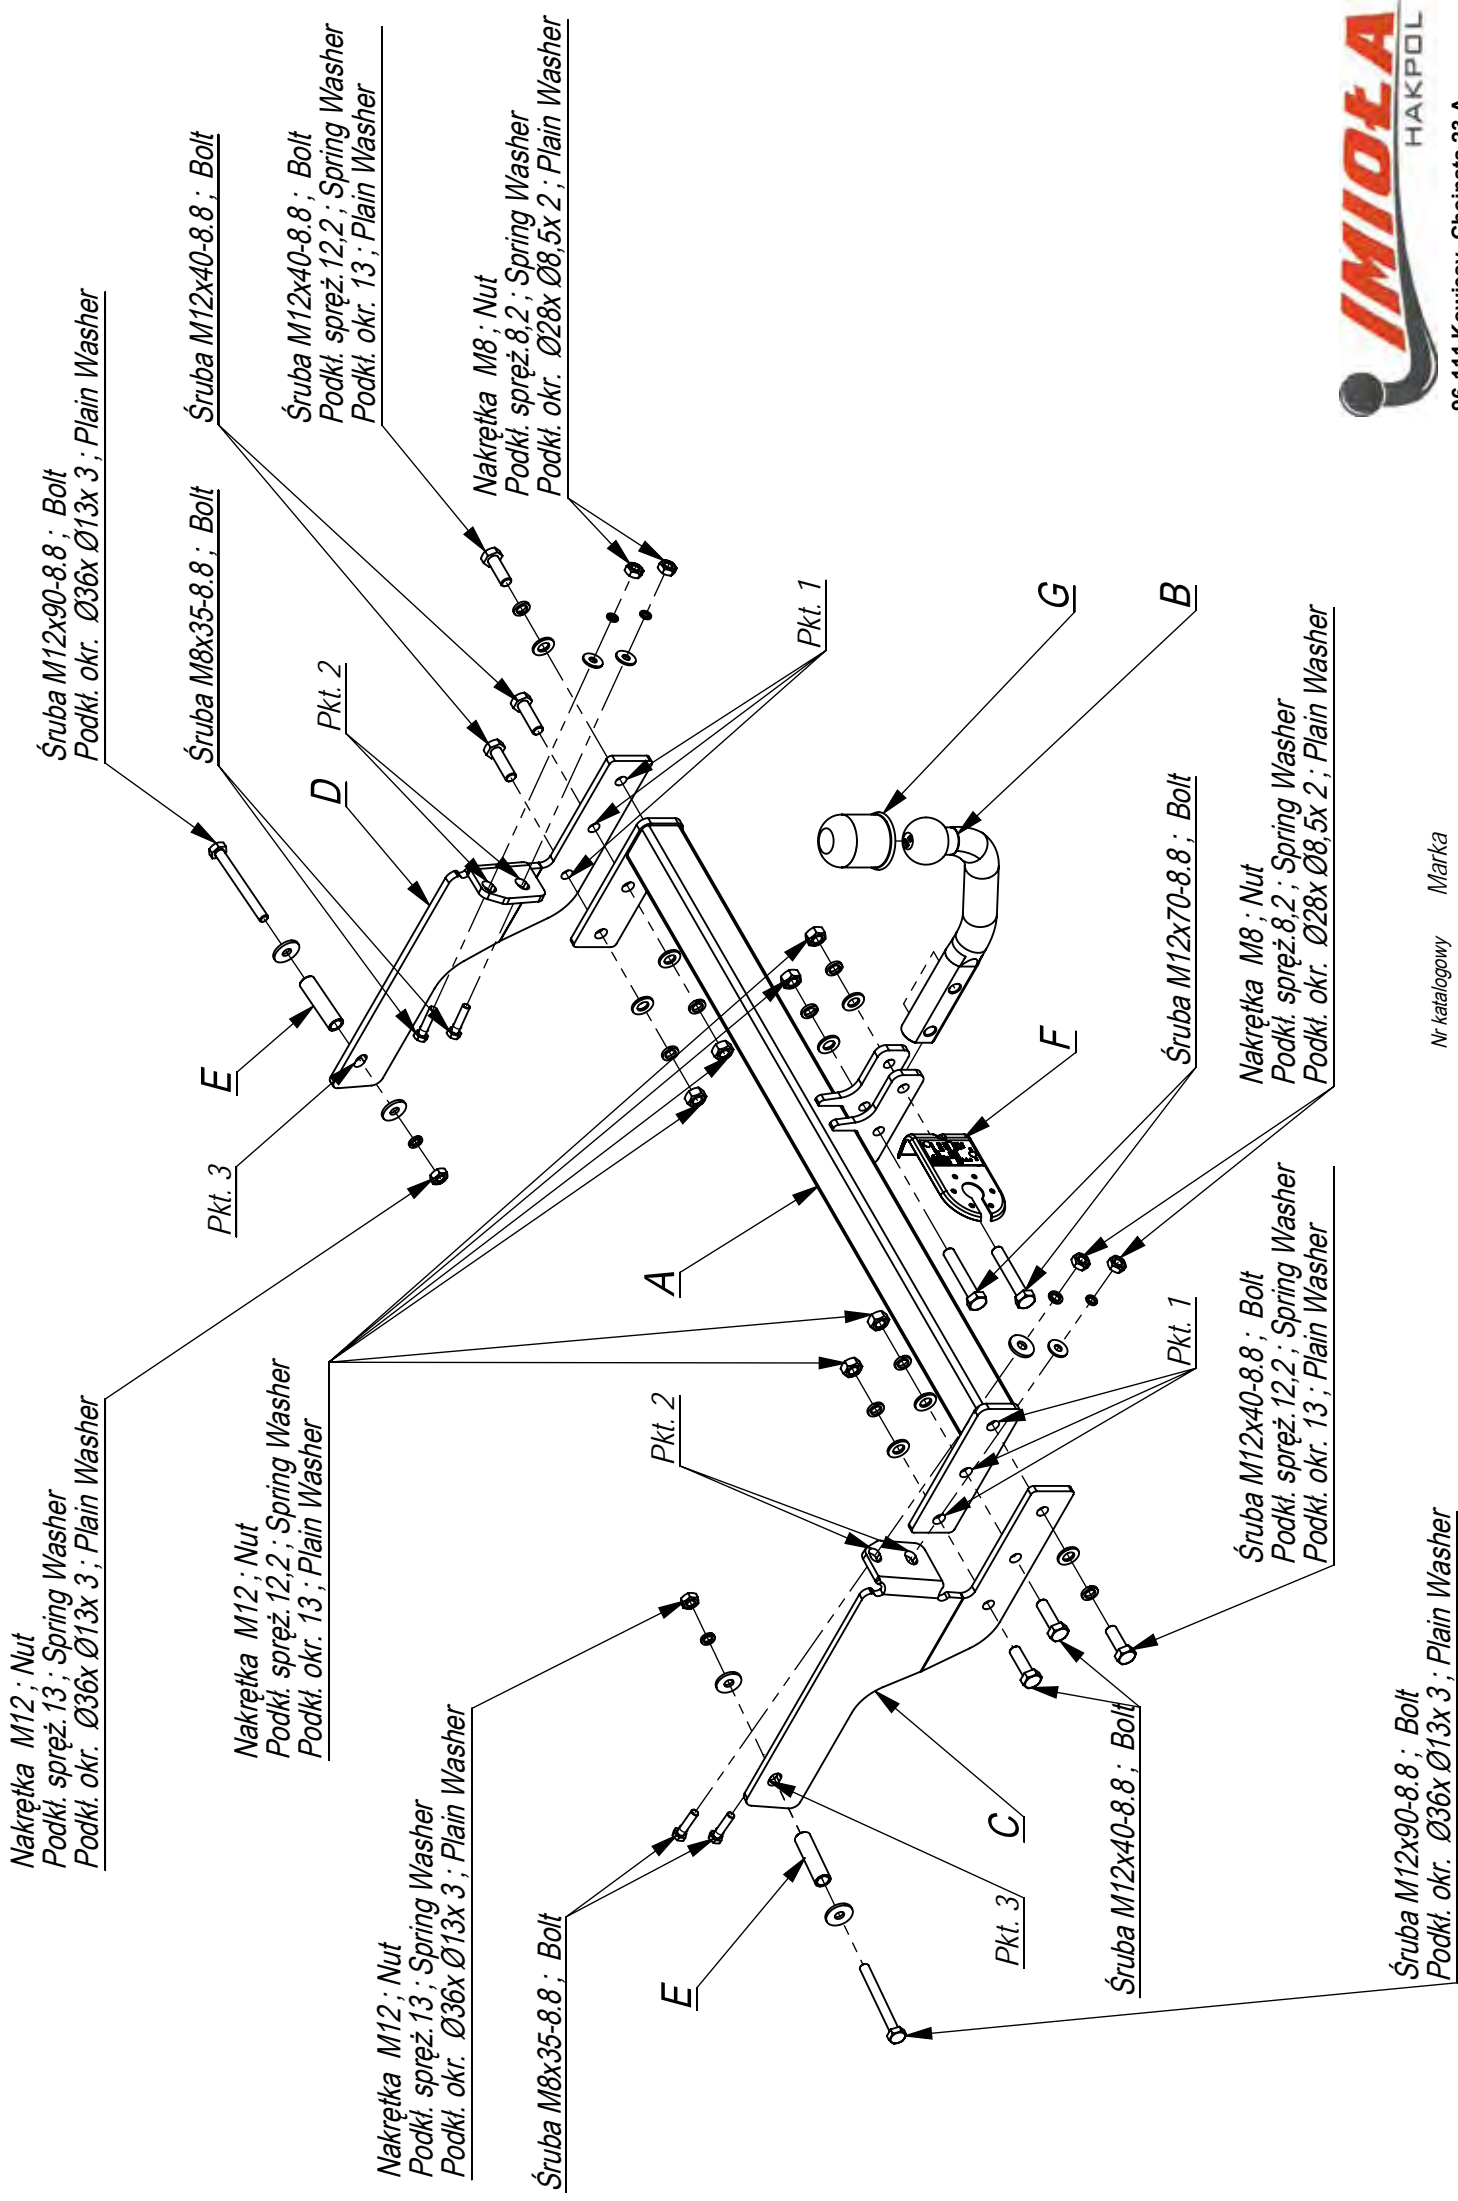 Nakrętka M12 ; Nut
Podkł. spręż.13 ; Spring Washer
Podkł. okr. Ø36x Ø13x 3 ; Plain Washer
Śruba M12x90-8.8 ; Bolt
Podkł. okr. Ø36x Ø13x 3 ; Plain Washer
Śruba M8x35-8.8 ; Bolt
Śruba M12x40-8.8 ; Bolt
Nakrętka M12 ; Nut
Podkł. spręż.12,2 ; Spring Washer
Podkł. okr. 13 ; Plain Washer
Pkt. 3
E
D
Pkt. 2
Śruba M12x40-8.8 ; Bolt
Podkł. spręż.12,2 ; Spring Washer
Podkł. okr. 13 ; Plain Washer
Nakrętka M12 ; Nut
Podkł. spręż.13 ; Spring Washer
Podkł. okr. Ø36x Ø13x 3 ; Plain Washer
Nakrętka M8 ; Nut
Podkł. spręż.8,2 ; Spring Washer
Podkł. okr. Ø28x Ø8,5x 2 ; Plain Washer
Śruba M8x35-8.8 ; Bolt
Pkt. 2
A
E
Pkt. 1
Pkt. 3
C
F
G
Śruba M12x40-8.8 ; Bolt
Pkt. 1
Śruba M12x70-8.8 ; Bolt
B
Śruba M12x40-8.8 ; Bolt
Podkł. spręż.12,2 ; Spring Washer
Podkł. okr. 13 ; Plain Washer
Nakrętka M8 ; Nut
Podkł. spręż.8,2 ; Spring Washer
Podkł. okr. Ø28x Ø8,5x 2 ; Plain Washer
Śruba M12x90-8.8 ; Bolt
Podkł. okr. Ø36x Ø13x 3 ; Plain Washer
IMIOŁA
HAKPOL
Nr katalogowy Marka